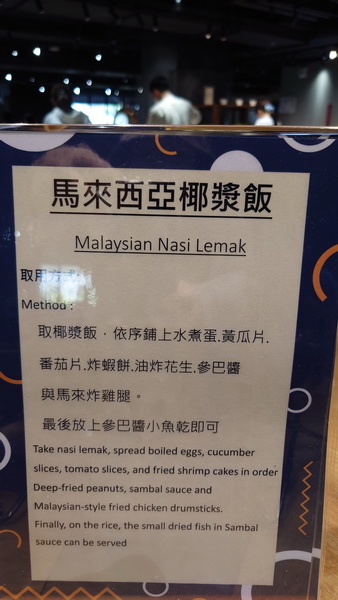 馬來西亞椰漿飯
Malaysian Nasi Lemak
取用方式:
Method :
取椰漿飯，依序鋪上水煮蛋.黃瓜片.
番茄片.炸蝦餅.油炸花生.參巴醬
與馬來炸雞腿。
最後放上參巴醬小魚乾即可
Take nasi lemak, spread boiled eggs, cucumber
slices, tomato slices, and fried shrimp cakes in order
Deep-fried peanuts, sambal sauce and
Malaysian-style fried chicken drumsticks.
Finally, on the rice, the small dried fish in Sambal
sauce can be served